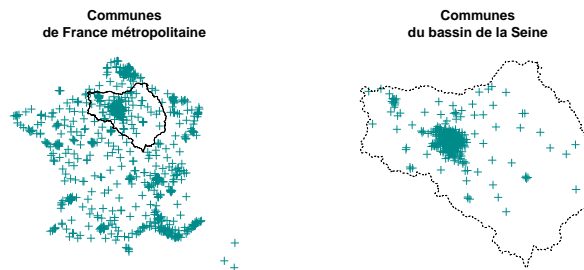 Communes
de France métropolitaine
Communes
du bassin de la Seine